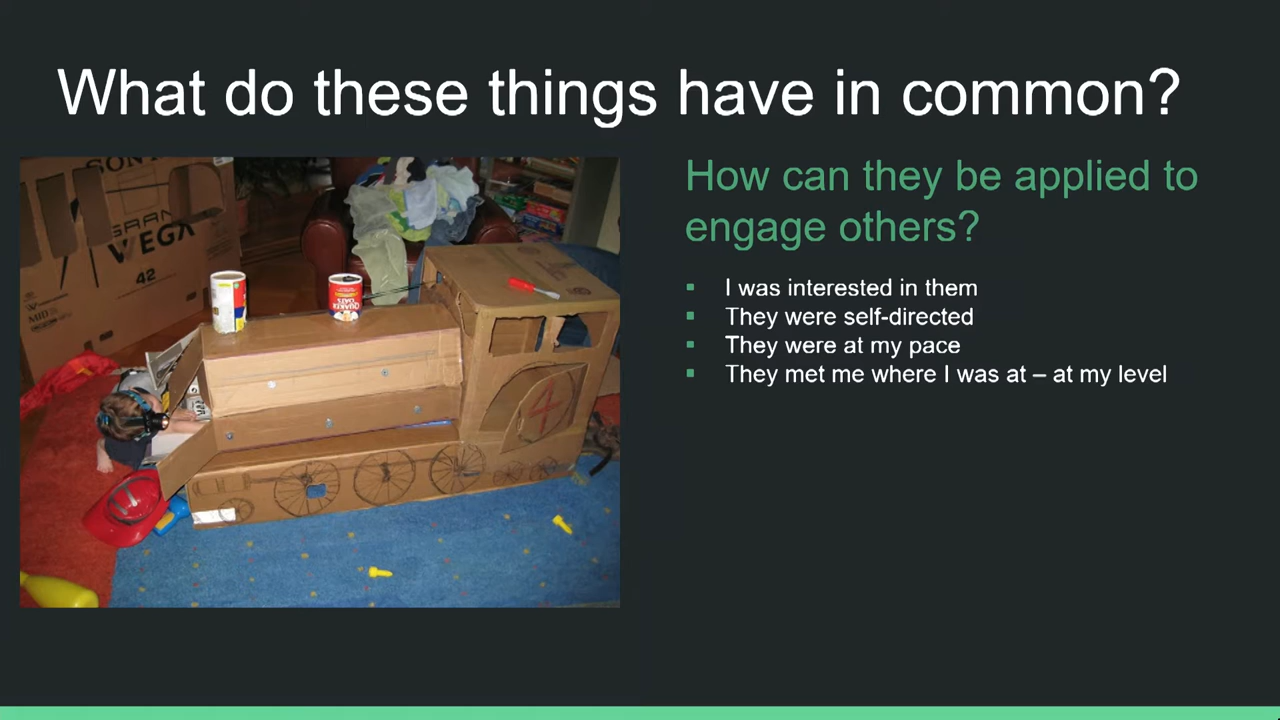 What do these things have in common?
How can they be applied to
engage others?
I was interested in them
They were self-directed
They were at my pace
They met me where I was at – at my level
SONY
GRAN
WEGA
42
QUAKER
OATS
4